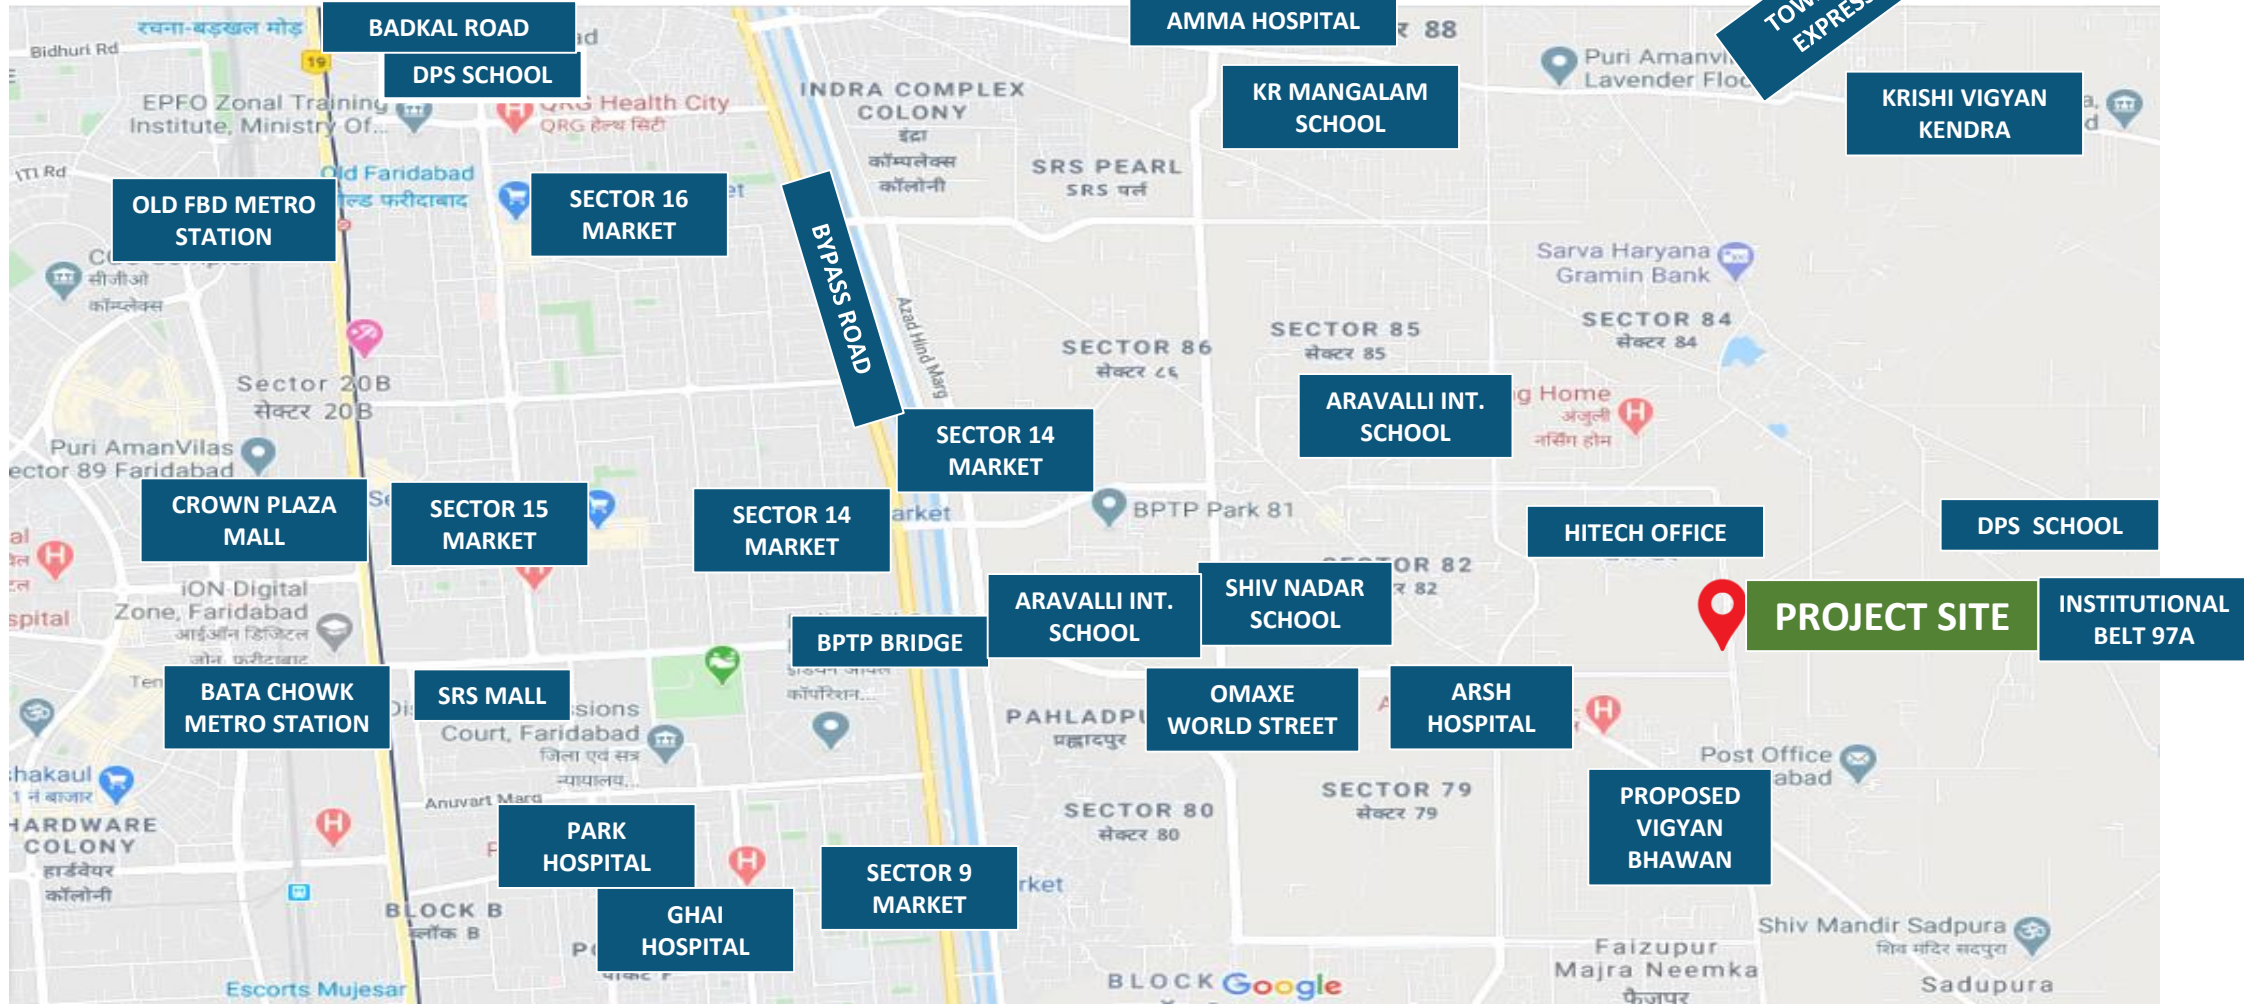 रचना-बड़खल मोड़
BADKAL ROAD
AMMA HOSPITAL
88
Bidhuri Rd
19
DPS SCHOOL
Puri
Lavender
KR MANGALAM
SCHOOL
KRISHI VIGYAN
KENDRA
EPFO Zonal Training
Institute, Ministry Of...
QRG Health City
QRG हेल्थ सिटी
INDRA COMPLEX
COLONY
इंद्रा
कॉम्पलेक्स
कॉलोनी
SRS PEARL
SRS पर्ल
ITI Rd
Old Faridabad
ओल्ड फरीदाबाद
OLD FBD METRO
STATION
SECTOR 16
MARKET
BYPASS ROAD
सीजीओ
कॉम्प्लेक्स
Sarva Haryana
Gramin Bank
Azad Hind Marg
SECTOR 86
सेक्टर ८६
SECTOR 85
सेक्टर 85
SECTOR 84
सेक्टर 84
Sector 20B
सेक्टर 20B
ARAVALLI INT.
SCHOOL
Home
अंजुली
नर्सिंग होम
Puri AmanVilas
Sector 89 Faridabad
SECTOR 14
MARKET
CROWN PLAZA
MALL
SECTOR 15
MARKET
SECTOR 14
MARKET
BPTP Park 81
HITECH OFFICE
DPS SCHOOL
82
82
iON Digital
Zone, Faridabad
आईऑन डिजिटल
जोन, फरीदाबाद
ARAVALLI INT.
SCHOOL
SHIV NADAR
SCHOOL
PROJECT SITE
INSTITUTIONAL
BELT 97A
BPTP BRIDGE
कॉर्पोरेशन...
BATA CHOWK
METRO STATION
SRS MALL
Court, Faridabad
जिला एवं सत्र
न्यायालय,...
प्रह्लादपुर
OMAXE
WORLD STREET
ARSH
HOSPITAL
Post Office
1 नं बाजार
Anuvart Marg
HARDWARE
COLONY
हार्डवेयर
कॉलोनी
PARK
HOSPITAL
SECTOR 80
सेक्टर 80
SECTOR 79
सेक्टर 79
PROPOSED
VIGYAN
BHAWAN
SECTOR 9
MARKET
BLOCK B
ब्लॉक B
GHAI
HOSPITAL
Shiv Mandir Sadpura
शिव मंदिर सदपुरा
Escorts Mujesar
BLOCK
Google
Faizupur
Majra Neemka
फैजपुर
Sadupura